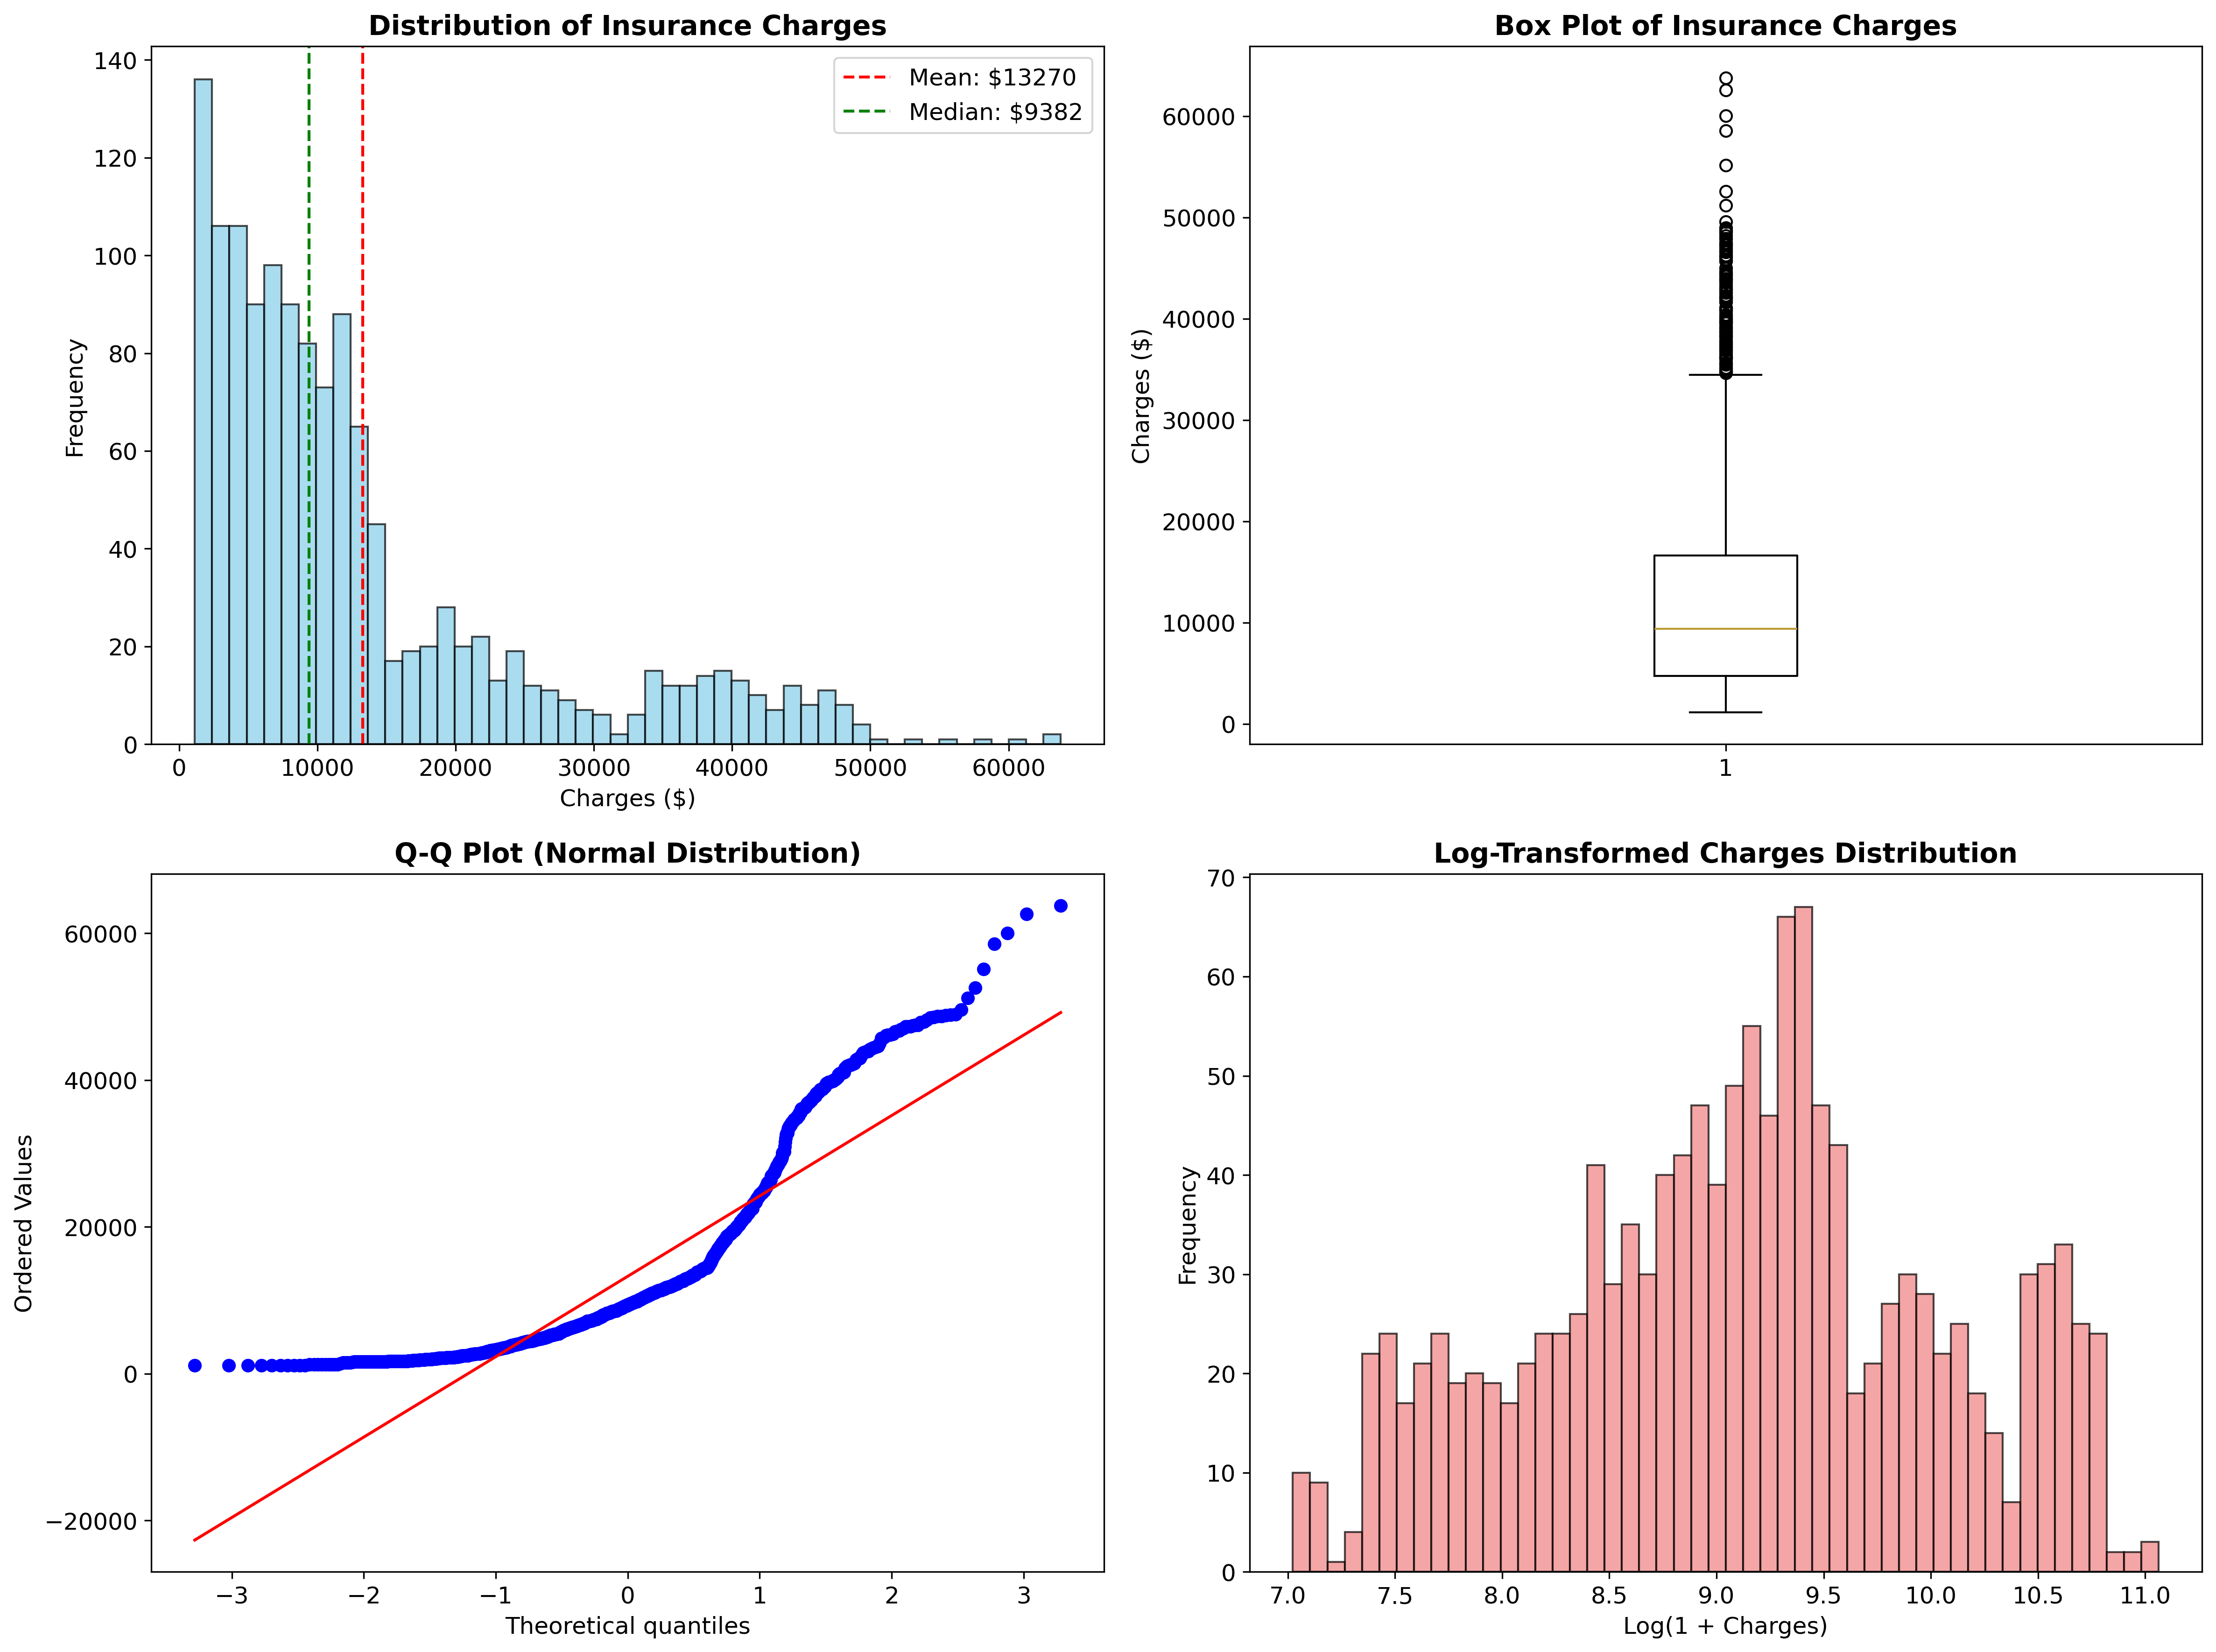 Distribution of Insurance Charges
Mean: $13270
Median: $9382
140
120
100
80
60
40
20
0
Frequency
0 10000 20000 30000 40000 50000 60000
Charges ($)
Box Plot of Insurance Charges
60000
50000
40000
30000
20000
10000
0
Charges ($)
1
Q-Q Plot (Normal Distribution)
60000
40000
20000
0
−20000
Ordered Values
−3 −2 −1 0 1 2 3
Theoretical quantiles
Log-Transformed Charges Distribution
70
60
50
40
30
20
10
0
Frequency
7.0 7.5 8.0 8.5 9.0 9.5 10.0 10.5 11.0
Log(1 + Charges)